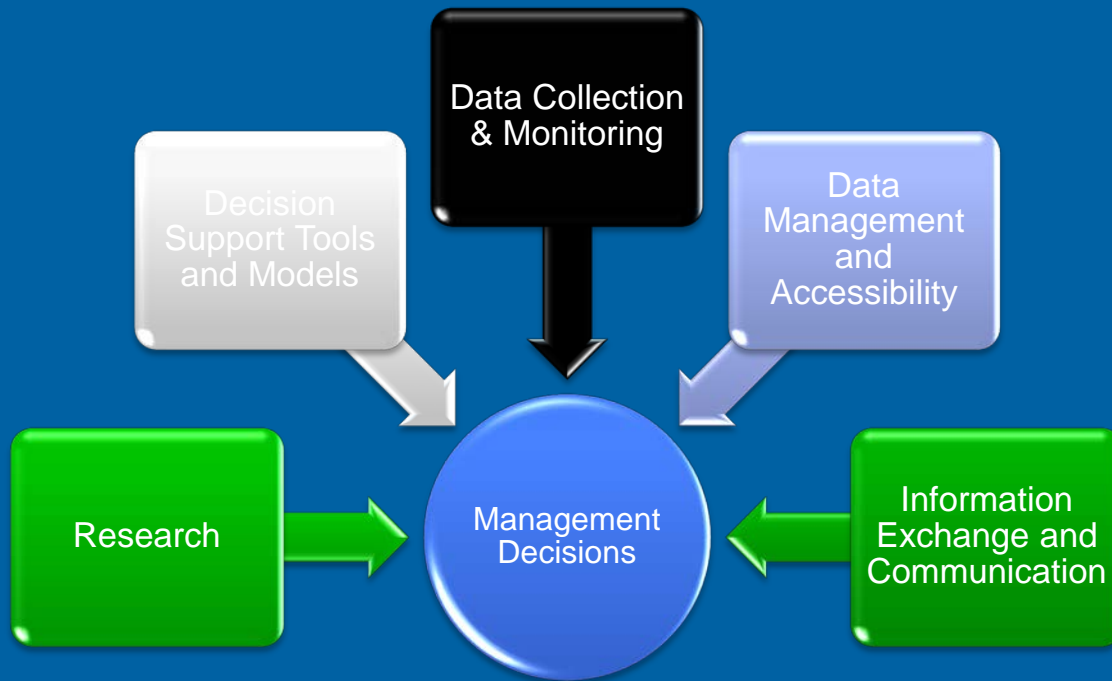 Data Collection
& Monitoring
Decision
Support Tools
and Models
Data
Management
and
Accessibility
Research
Management
Decisions
Information
Exchange and
Communication